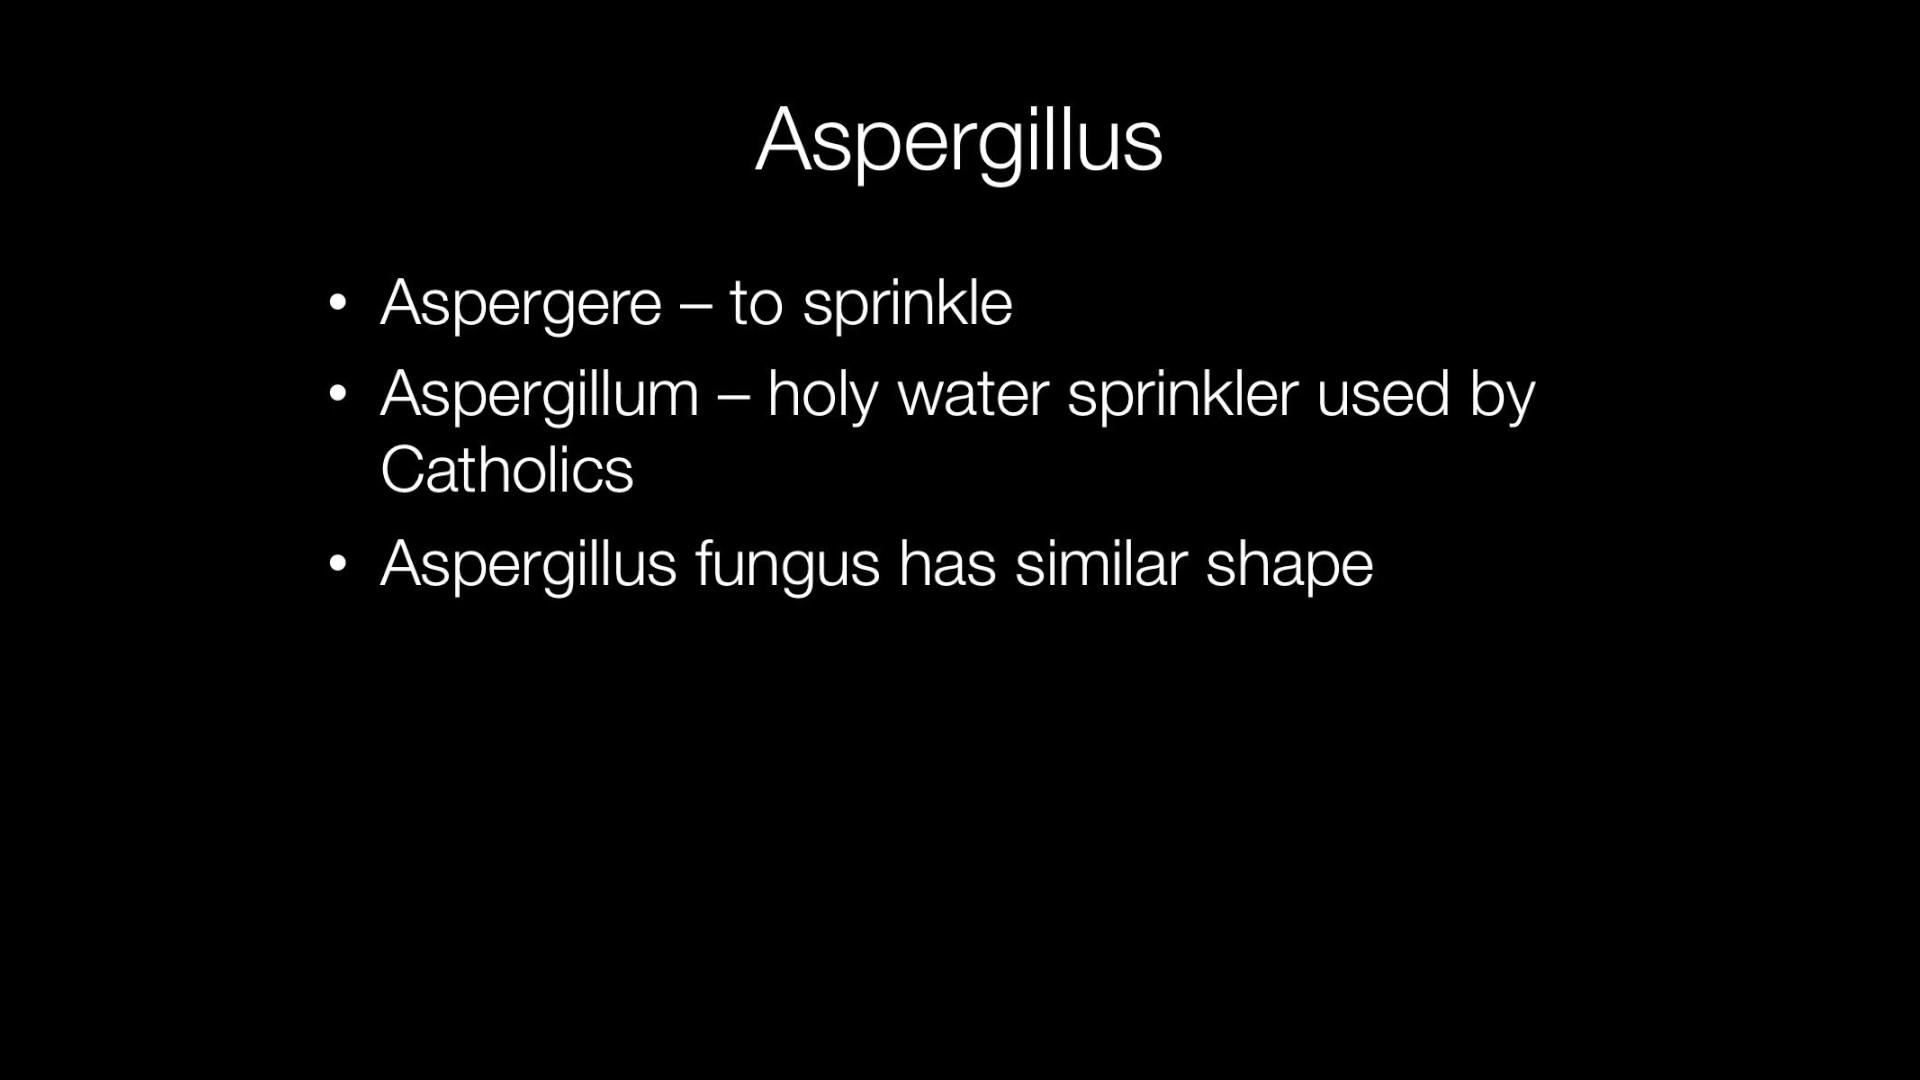 Aspergillus
• Aspergere – to sprinkle
• Aspergillum – holy water sprinkler used by
Catholics
• Aspergillus fungus has similar shape